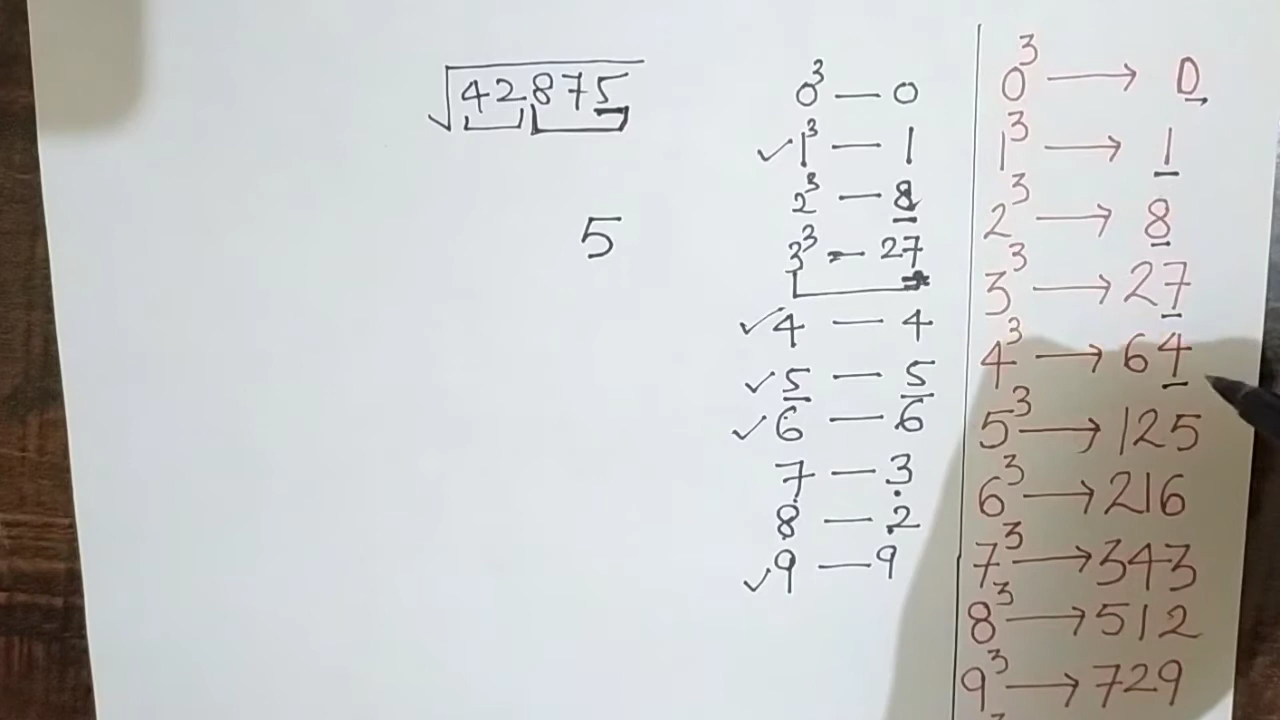 √42875
5
0³ — 0
✓1³ — 1
2³ — 8
3³ — 27
✓4 — 4
✓5 — 5
✓6 — 6
7 — 3
8 — 2
✓9 — 9
0³ → 0
1³ → 1
2³ → 8
3³ → 27
4³ → 64
5³ → 125
6³ → 216
7³ → 343
8³ → 512
9³ → 729